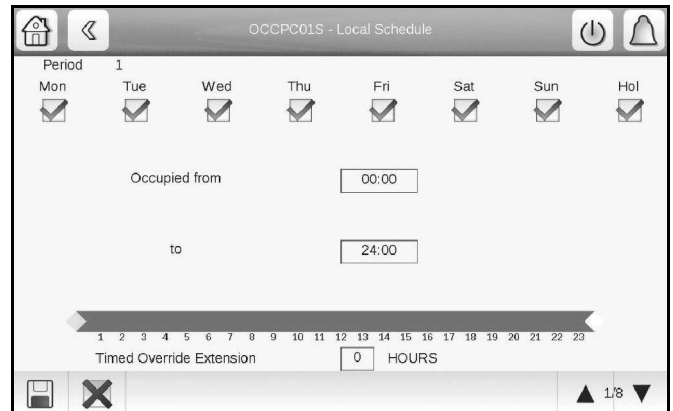 OCCPC01S - Local Schedule
Period 1
Mon Tue Wed Thu Fri Sat Sun Hol
Occupied from 00:00
to 24:00
1 2 3 4 5 6 7 8 9 10 11 12 13 14 15 16 17 18 19 20 21 22 23
Timed Override Extension 0 HOURS
1/8